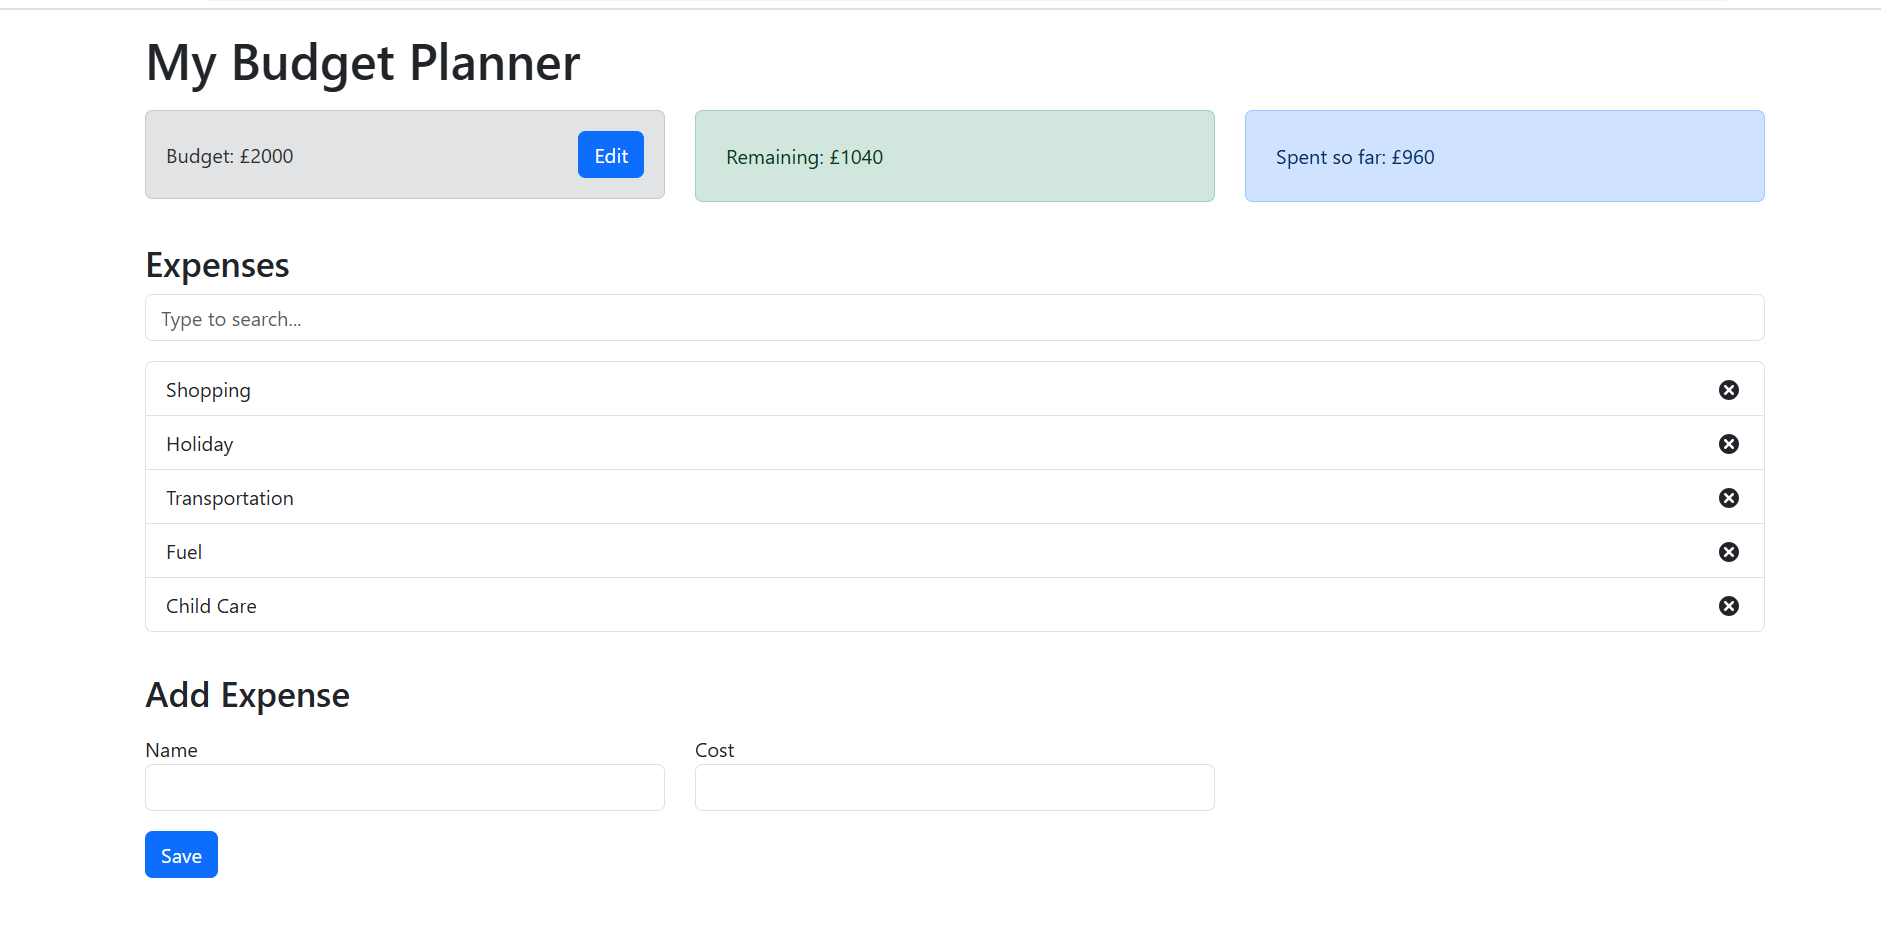 My Budget Planner
Budget: £2000
Edit
Remaining: £1040
Spent so far: £960
Expenses
Type to search...
Shopping
Holiday
Transportation
Fuel
Child Care
Add Expense
Name
Cost
Save